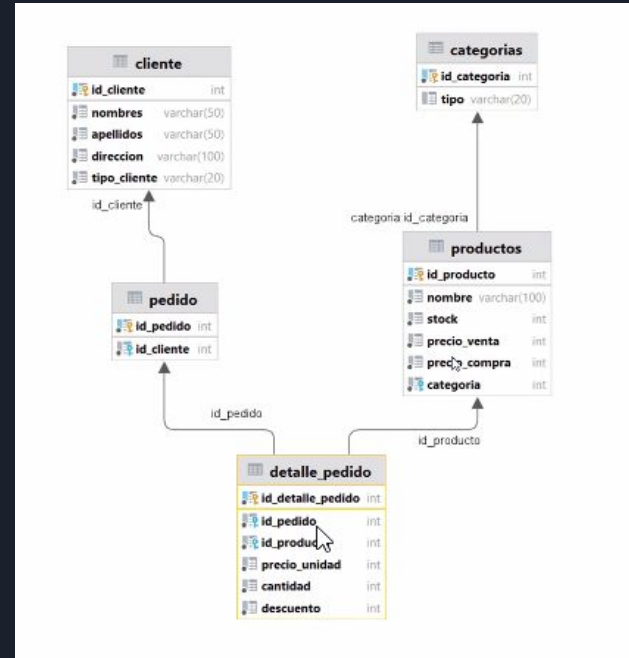 cliente
id_cliente int
nombres varchar(50)
apellidos varchar(50)
direccion varchar(100)
tipo_cliente varchar(20)
categorias
id_categoria int
tipo varchar(20)
id_cliente
categoria:id_categoria
pedido
id_pedido int
id_cliente int
productos
id_producto int
nombre varchar(100)
stock int
precio_venta int
precio_compra int
categoria int
id_pedido
id_producto
detalle_pedido
id_detalle_pedido int
id_pedido int
int
precio_unidad int
cantidad int
descuento int